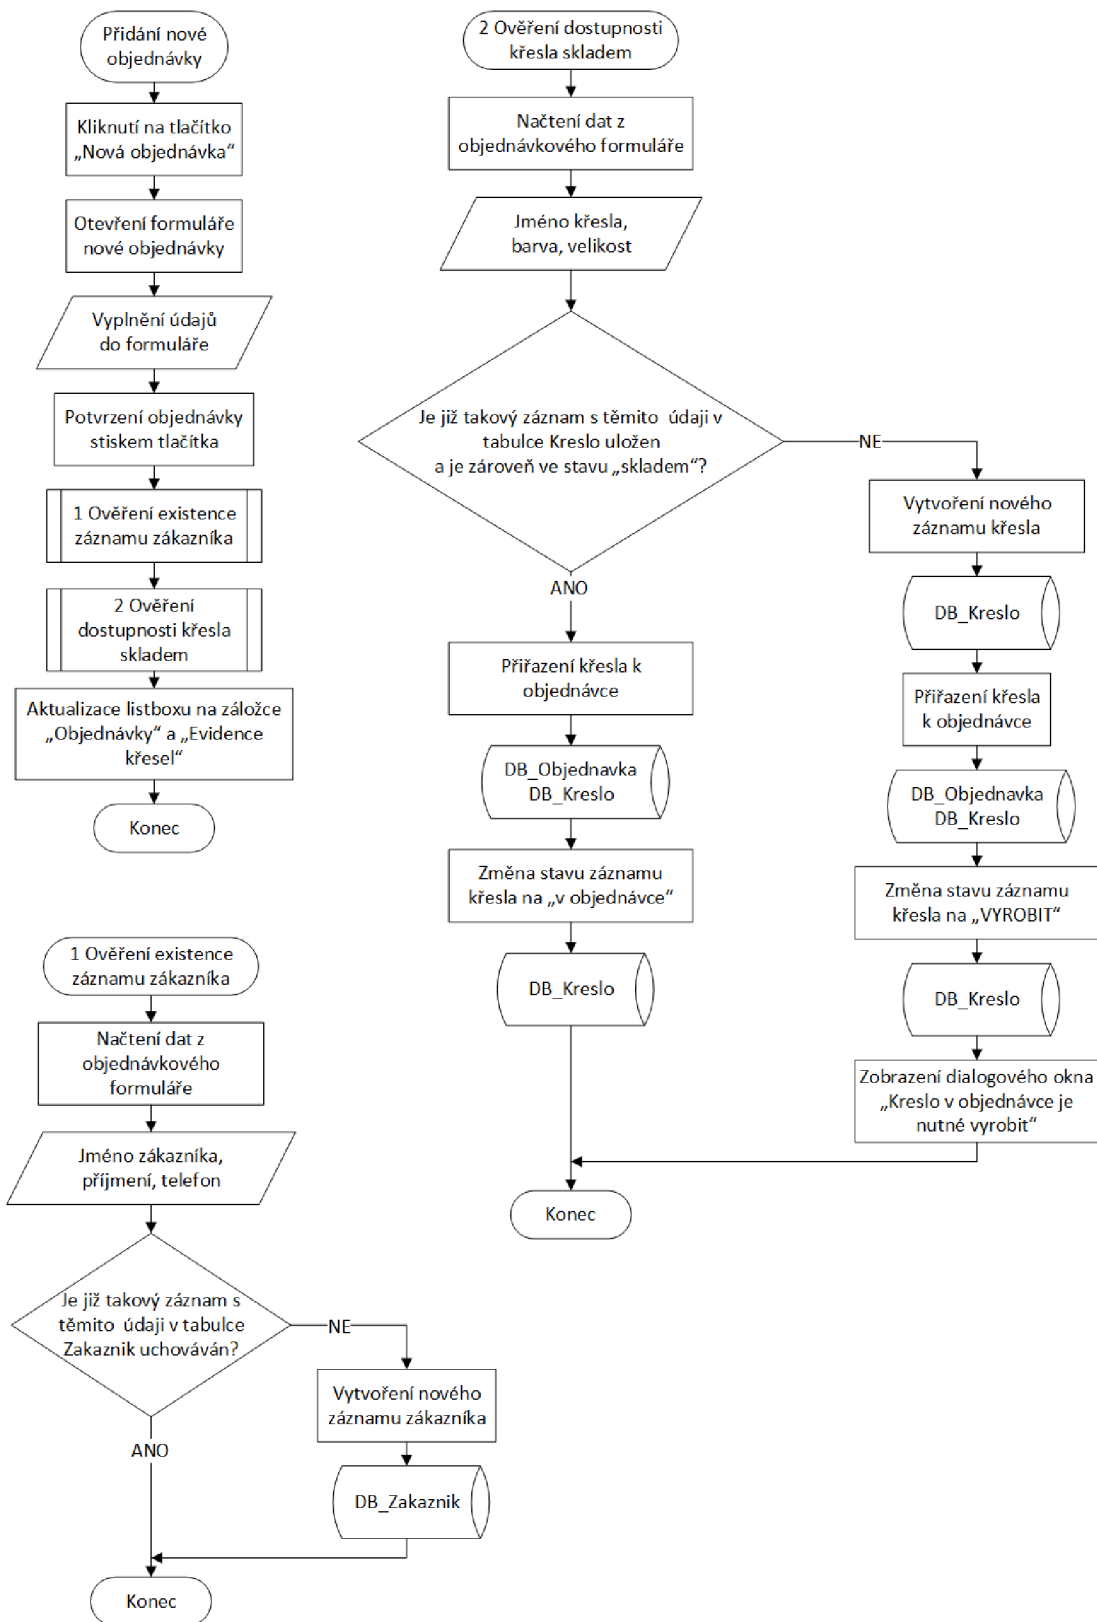 Přidání nové
objednávky
Kliknutí na tlačítko
„Nová objednávka“
Otevření formuláře
nové objednávky
Vyplnění údajů
do formuláře
Potvrzení objednávky
stiskem tlačítka
1 Ověření existence
záznamu zákazníka
2 Ověření
dostupnosti křesla
skladem
Aktualizace listboxu na záložce
„Objednávky“ a „Evidence
křesel“
Konec
1 Ověření existence
záznamu zákazníka
Načtení dat z
objednávkového
formuláře
Jméno zákazníka,
příjmení, telefon
Je již takový záznam s
těmito údaji v tabulce
Zakaznik uchováván?
NE
Vytvoření nového
záznamu zákazníka
DB_Zakaznik
ANO
Konec
2 Ověření dostupnosti
křesla skladem
Načtení dat z
objednávkového formuláře
Jméno křesla,
barva, velikost
Je již takový záznam s těmito údaji v
tabulce Kreslo uložen
a je zároveň ve stavu „skladem“?
ANO
Přiřazení křesla k
objednávce
DB_Objednavka
DB_Kreslo
Změna stavu záznamu
křesla na „v objednávce“
DB_Kreslo
NE
Vytvoření nového
záznamu křesla
DB_Kreslo
Přiřazení křesla
k objednávce
DB_Objednavka
DB_Kreslo
Změna stavu záznamu
křesla na „VYROBIT“
DB_Kreslo
Zobrazení dialogového okna
„Kreslo v objednávce je
nutné vyrobit“
Konec